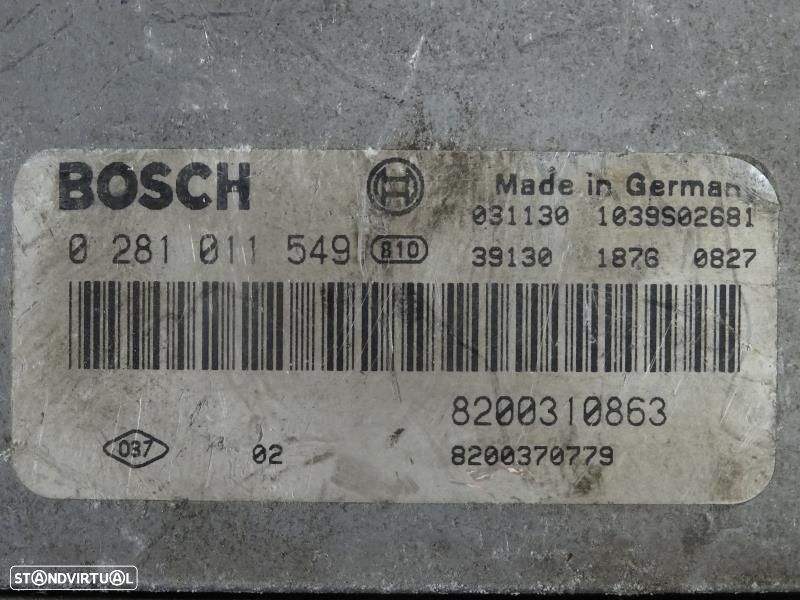 BOSCH
Made in German
031130 1039S02681
0 281 011 549 810
39130 1876 0827
8200310863
037 02
8200370779
STANDVIRTUAL